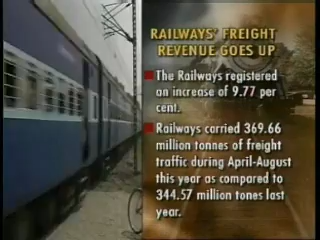 RAILWAYS' FREIGHT
REVENUE GOES UP
The Railways registered
an increase of 9.77 per
cent.
Railways carried 369.66
million tonnes of freight
traffic during April-August
this year as compared to
344.57 million tones last
year.